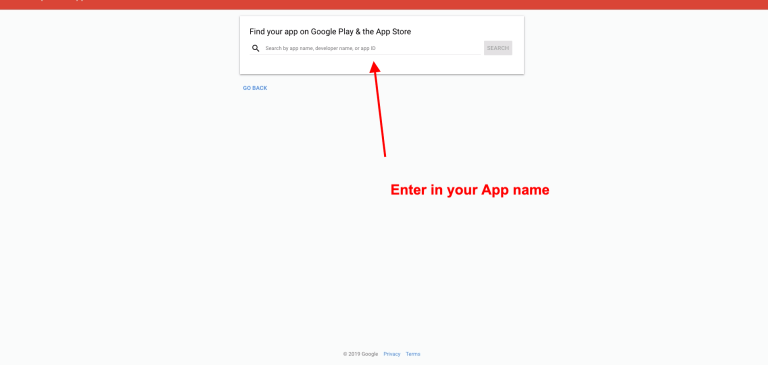 Find your app on Google Play & the App Store
Search by app name, developer name, or app ID
SEARCH
GO BACK
Enter in your App name
© 2019 Google Privacy Terms